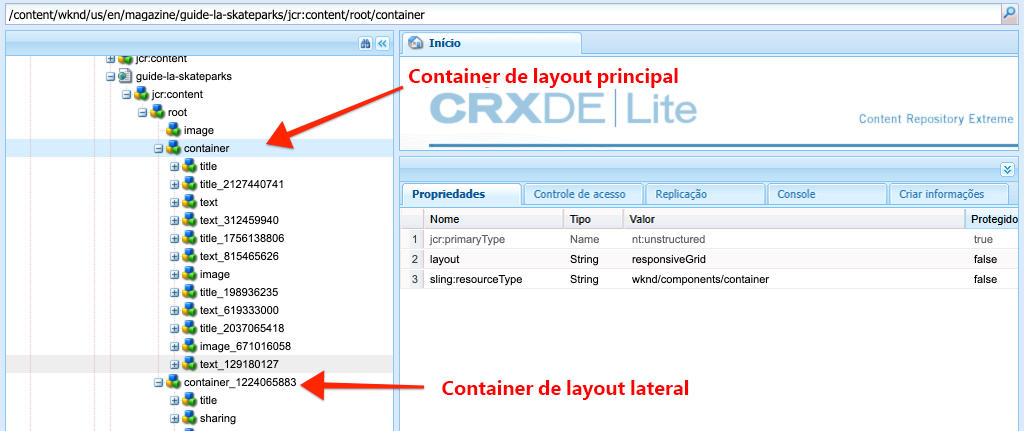 /content/wknd/us/en/magazine/guide-la-skateparks/jcr:content/root/container
jcr:content
guide-la-skateparks
jcr:content
root
image
container
title
title_2127440741
text
text_312459940
title_1756138806
text_815465626
image
title_198936235
text_619333000
title_2037065418
image_671016058
text_129180127
container_1224065883
title
sharing
Início
Container de layout principal
CRXDE Lite
Content Repository Extreme
Propriedades Controle de acesso Replicação Console Criar informações
Nome Tipo Valor Protegido
1 jcr:primaryType Name nt:unstructured true
2 layout String responsiveGrid false
3 sling:resourceType String wknd/components/container false
Container de layout lateral